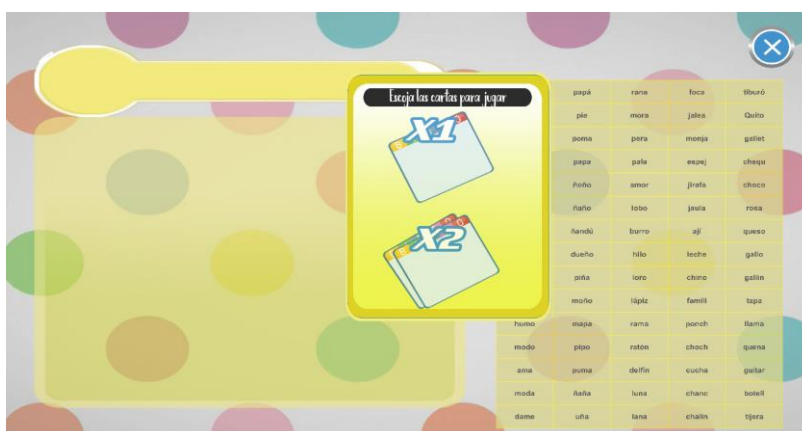 Escoja las cartas para jugar
X1
X2
papá rana foca tiburó
pie mora jalea Quito
poma pera monja gallet
papa pala espej chequ
ñoño amor jirafa choco
ñaño lobo jaula rosa
ñandú burro ají queso
dueño hilo leche gallo
piña loro chino gallin
moño lápiz famili tapa
humo mapa rama ponch llama
modo pipo ratón choch quena
ama puma delfín cucha guitar
moda ñaña luna chanc botell
dame uña lana chalin tijera